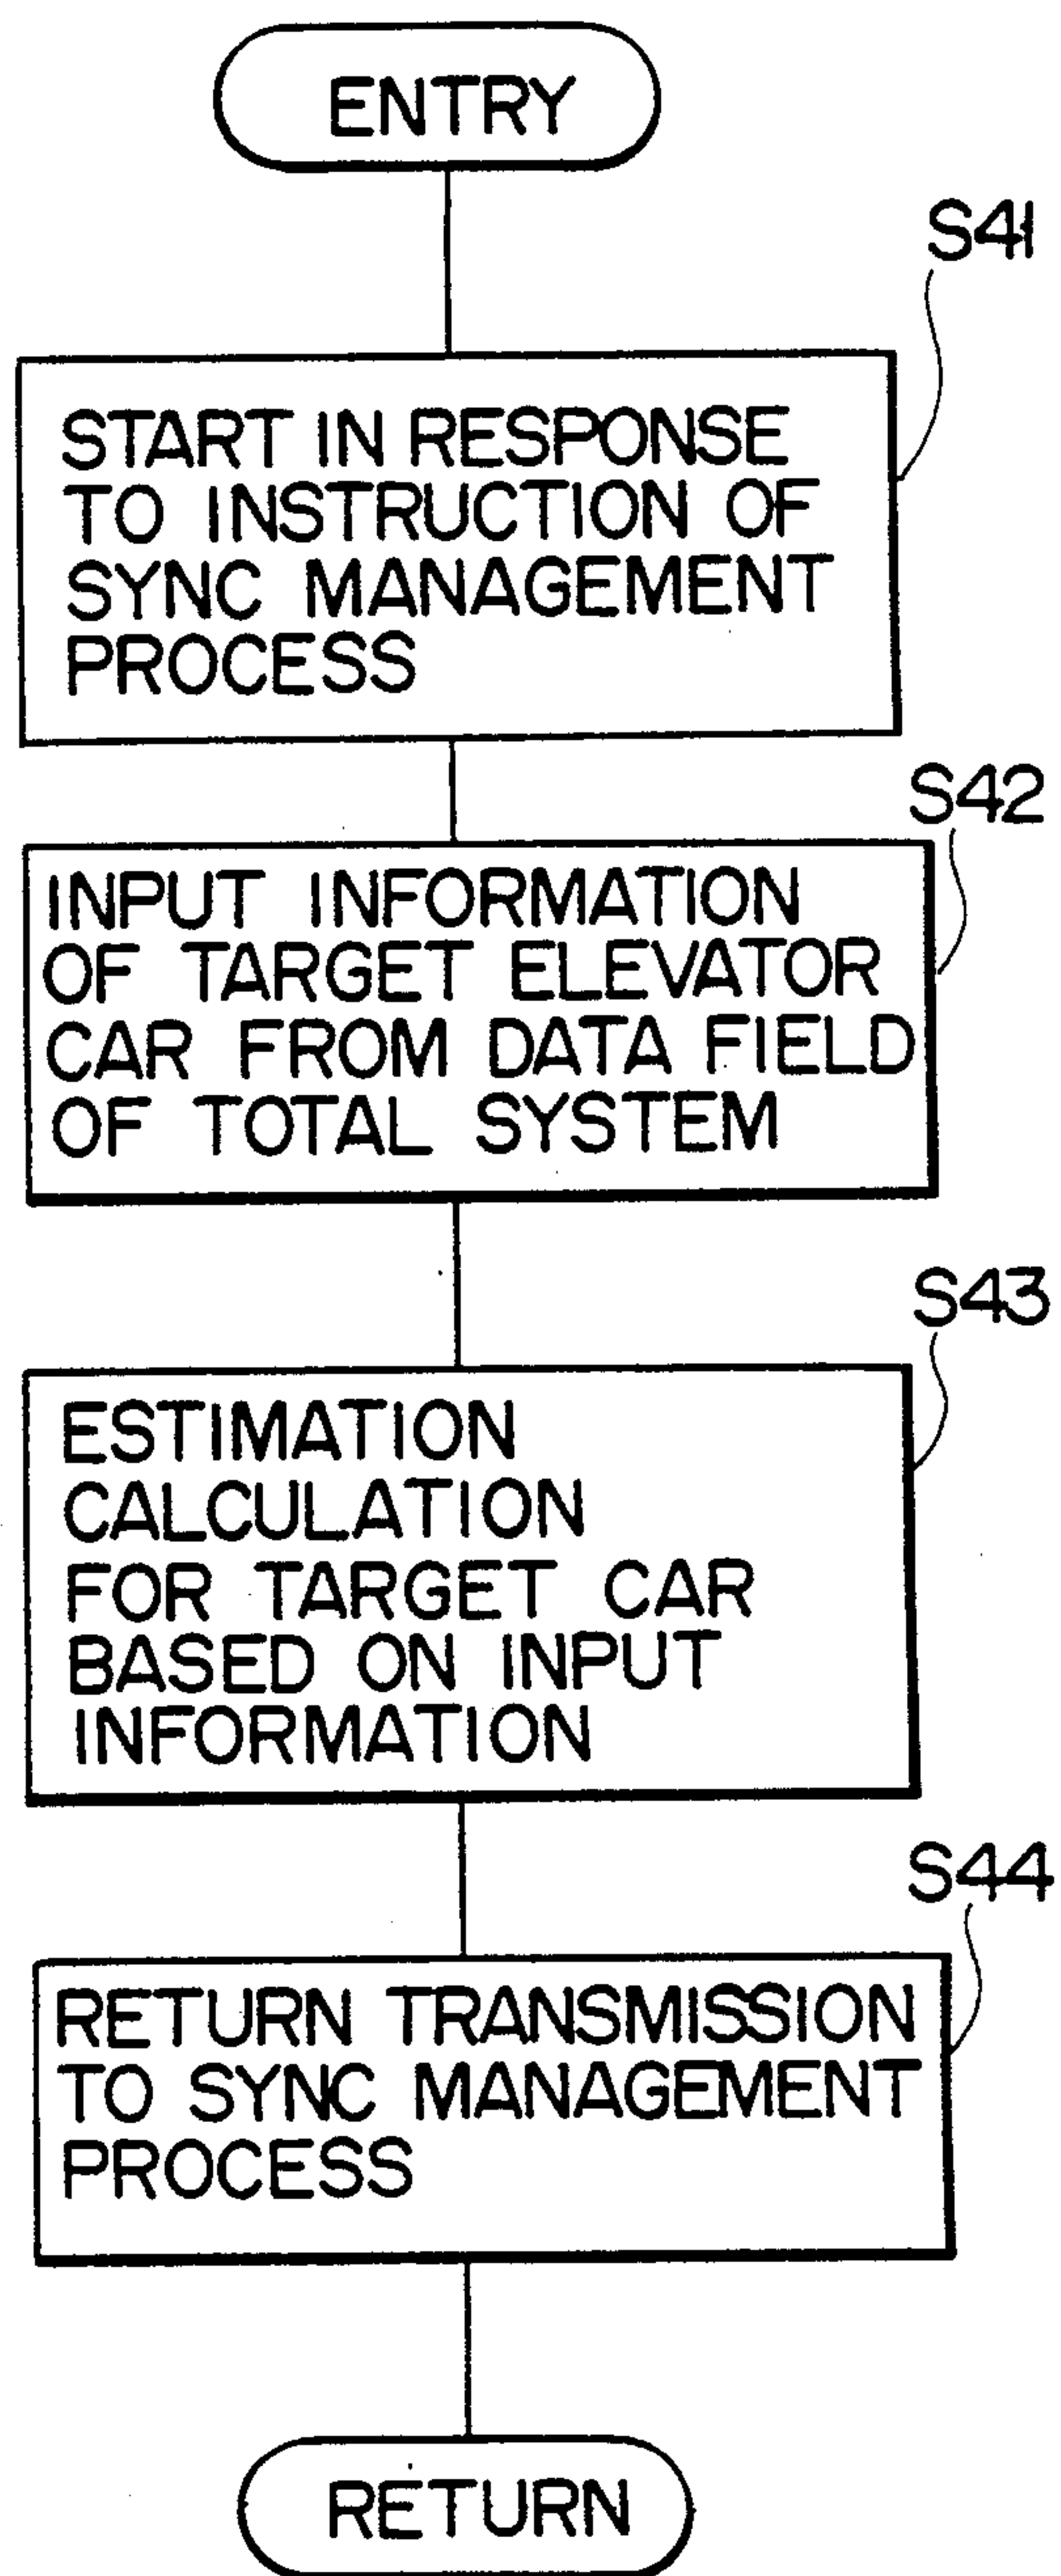 ENTRY
S41
START IN RESPONSE
TO INSTRUCTION OF
SYNC MANAGEMENT
PROCESS
S42
INPUT INFORMATION
OF TARGET ELEVATOR
CAR FROM DATA FIELD
OF TOTAL SYSTEM
S43
ESTIMATION
CALCULATION
FOR TARGET CAR
BASED ON INPUT
INFORMATION
S44
RETURN TRANSMISSION
TO SYNC MANAGEMENT
PROCESS
RETURN